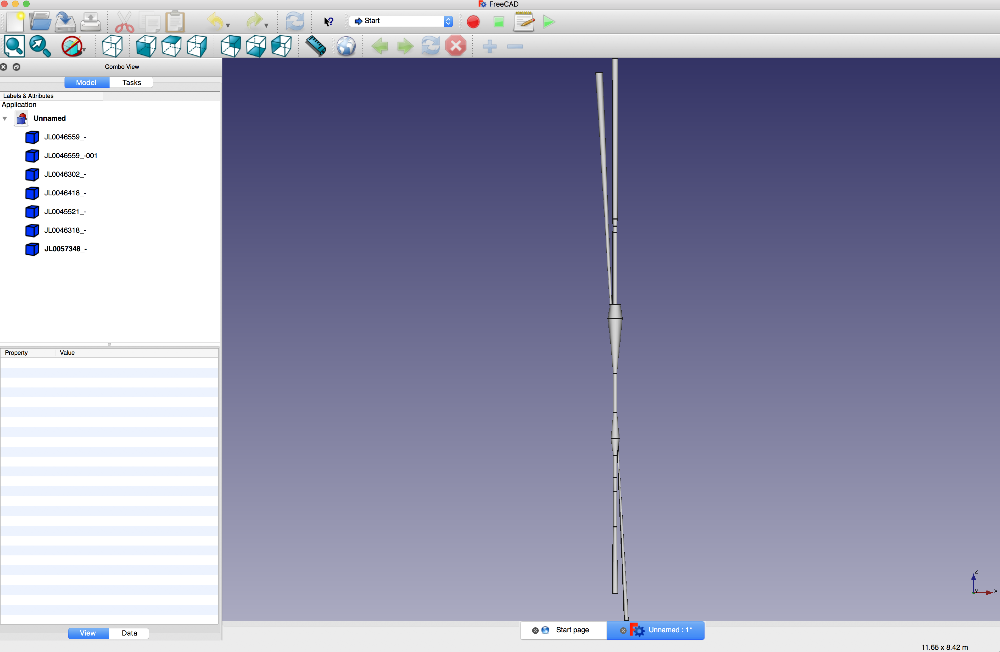 FreeCAD
Start
Combo View
Model
Tasks
Labels & Attributes
Application
Unnamed
JL0046559_-
JL0046559_-001
JL0046302_-
JL0046418_-
JL0045521_-
JL0046318_-
JL0057348_-
Property
Value
View
Data
Z
Y
X
Start page
Unnamed : 1*
11.65 x 8.42 m